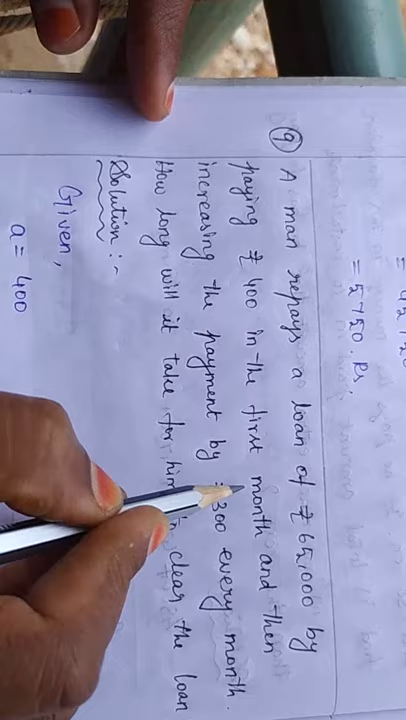 = 5750. Rs.
9 A man repays a loan of ₹ 65,000 by
paying ₹ 400 in the first month and then
increasing the payment by 300 every month.
How long will it take for him clear the loan
Solution :-
Given,
a = 400